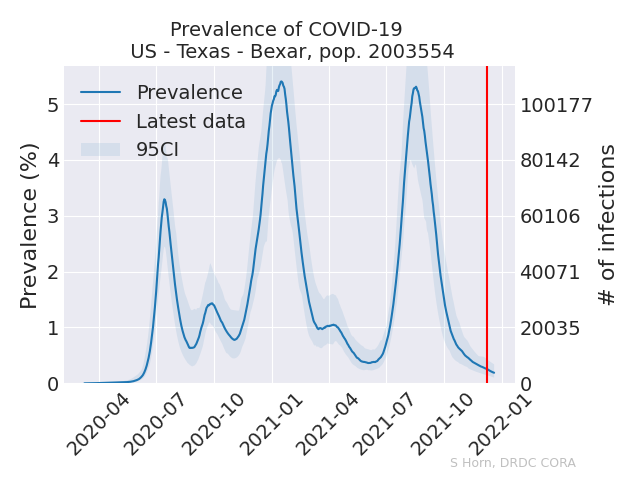 Prevalence of COVID-19
US - Texas - Bexar, pop. 2003554
Prevalence
Latest data
95CI
Prevalence (%)
5
4
3
2
1
0
100177
80142
60106
40071
20035
0
# of infections
2020-04
2020-07
2020-10
2021-01
2021-04
2021-07
2021-10
2022-01
S Horn, DRDC CORA